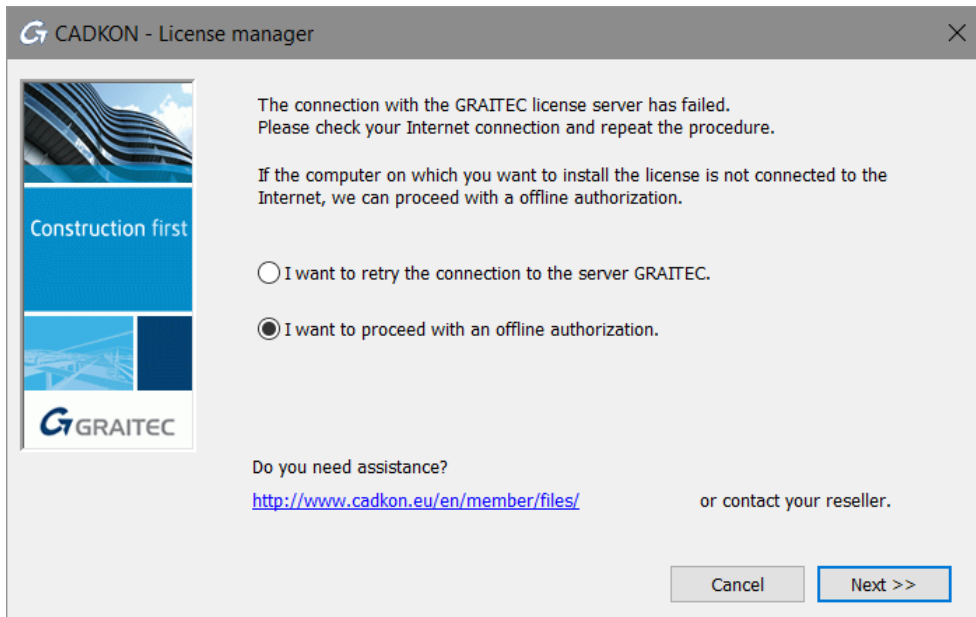 CADKON - License manager
The connection with the GRAITEC license server has failed.
Please check your Internet connection and repeat the procedure.
If the computer on which you want to install the license is not connected to the
Internet, we can proceed with a offline authorization.
Construction first
I want to retry the connection to the server GRAITEC.
I want to proceed with an offline authorization.
GRAITEC
Do you need assistance?
http://www.cadkon.eu/en/member/files/ or contact your reseller.
Cancel Next >>